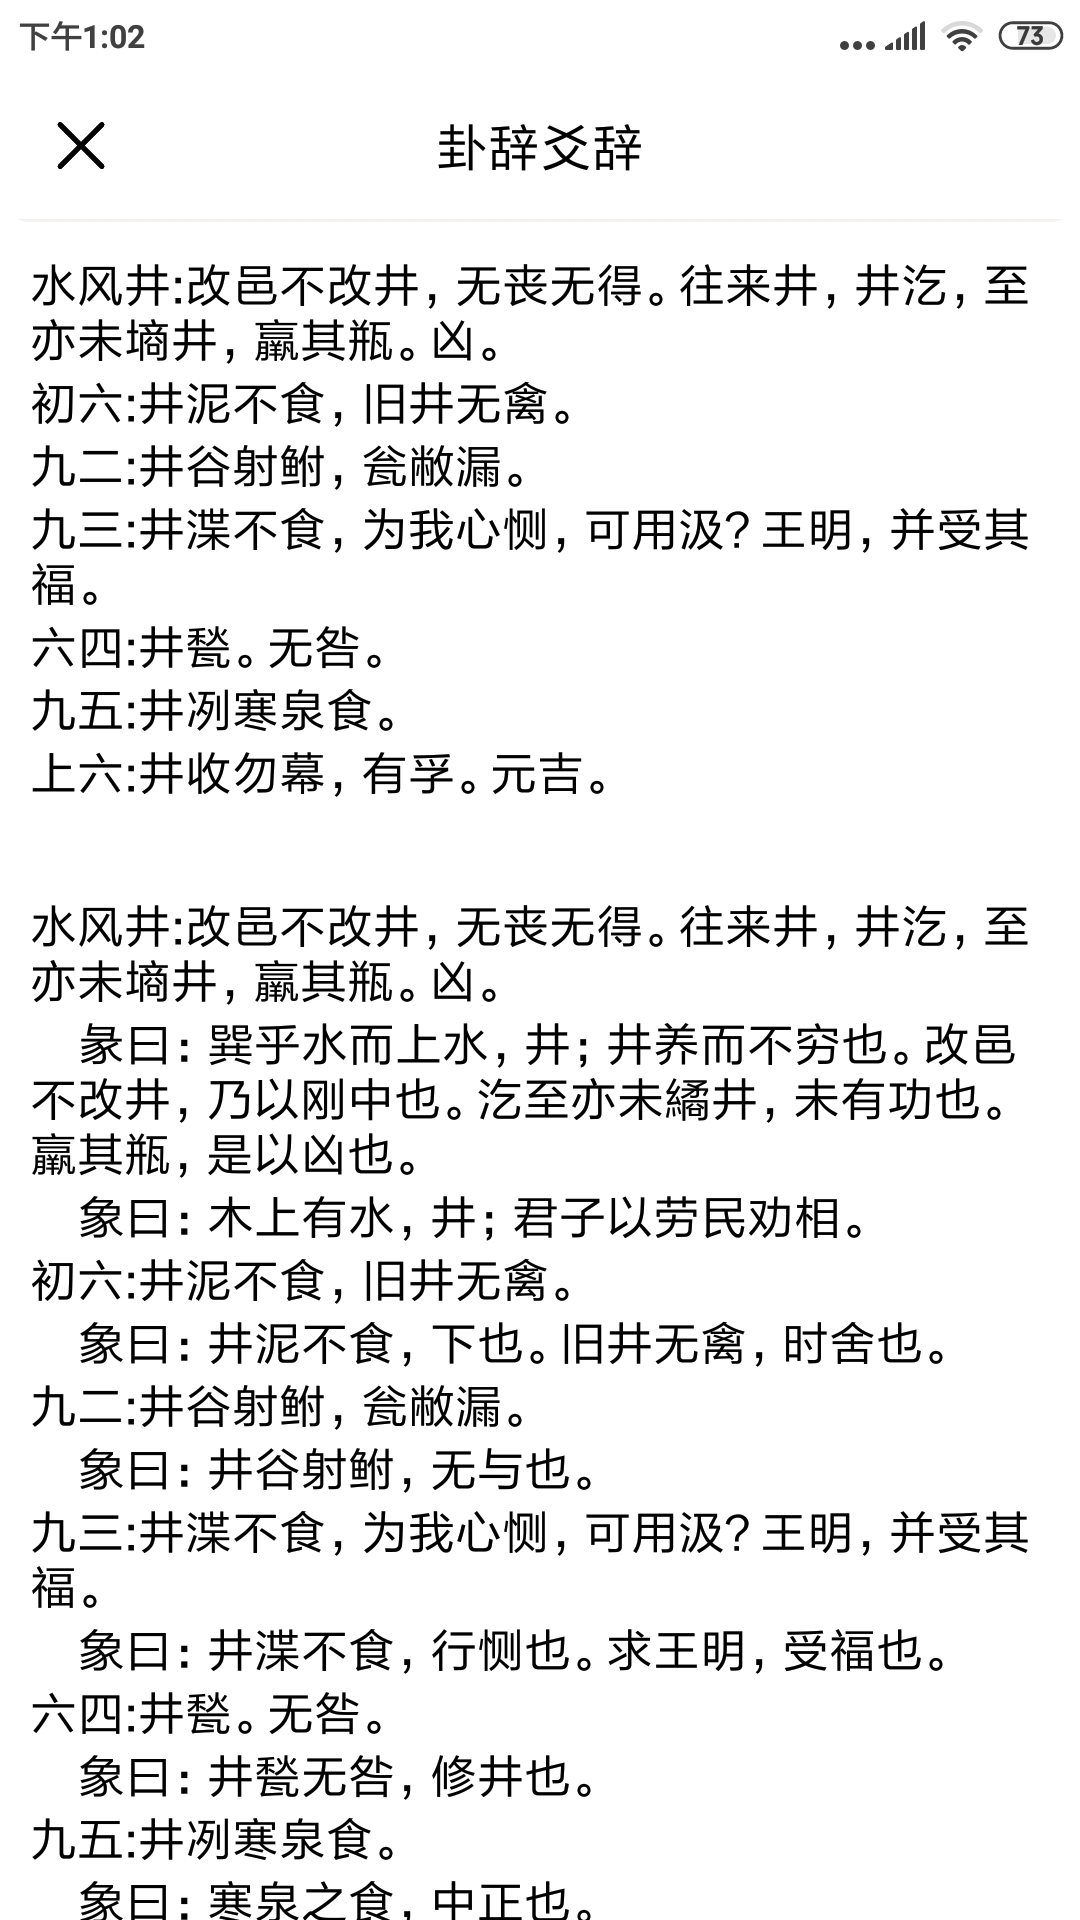 下午1:02
73
卦辞爻辞
水风井:改邑不改井，无丧无得。往来井，井汔，至
亦未墒井，羸其瓶。凶。
初六:井泥不食，旧井无禽。
九二:井谷射鲋，瓮敝漏。
九三:井渫不食，为我心恻，可用汲？王明，并受其
福。
六四:井甃。无咎。
九五:井冽寒泉食。
上六:井收勿幕，有孚。元吉。
水风井:改邑不改井，无丧无得。往来井，井汔，至
亦未墒井，羸其瓶。凶。
彖曰：巽乎水而上水，井；井养而不穷也。改邑
不改井，乃以刚中也。汔至亦未繘井，未有功也。
羸其瓶，是以凶也。
象曰：木上有水，井；君子以劳民劝相。
初六:井泥不食，旧井无禽。
象曰：井泥不食，下也。旧井无禽，时舍也。
九二:井谷射鲋，瓮敝漏。
象曰：井谷射鲋，无与也。
九三:井渫不食，为我心恻，可用汲？王明，并受其
福。
象曰：井渫不食，行恻也。求王明，受福也。
六四:井甃。无咎。
象曰：井甃无咎，修井也。
九五:井冽寒泉食。
象曰：寒泉之食，中正也。